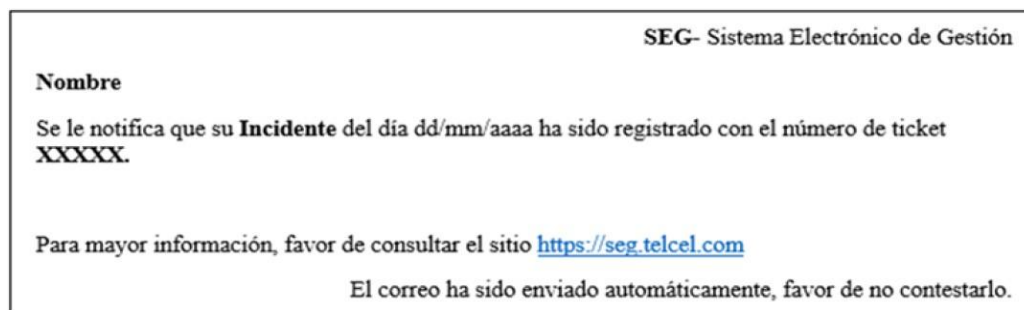 SEG- Sistema Electrónico de Gestión
Nombre
Se le notifica que su Incidente del día dd/mm/aaaa ha sido registrado con el número de ticket
XXXXX.
Para mayor información, favor de consultar el sitio https://seg.telcel.com
El correo ha sido enviado automáticamente, favor de no contestarlo.